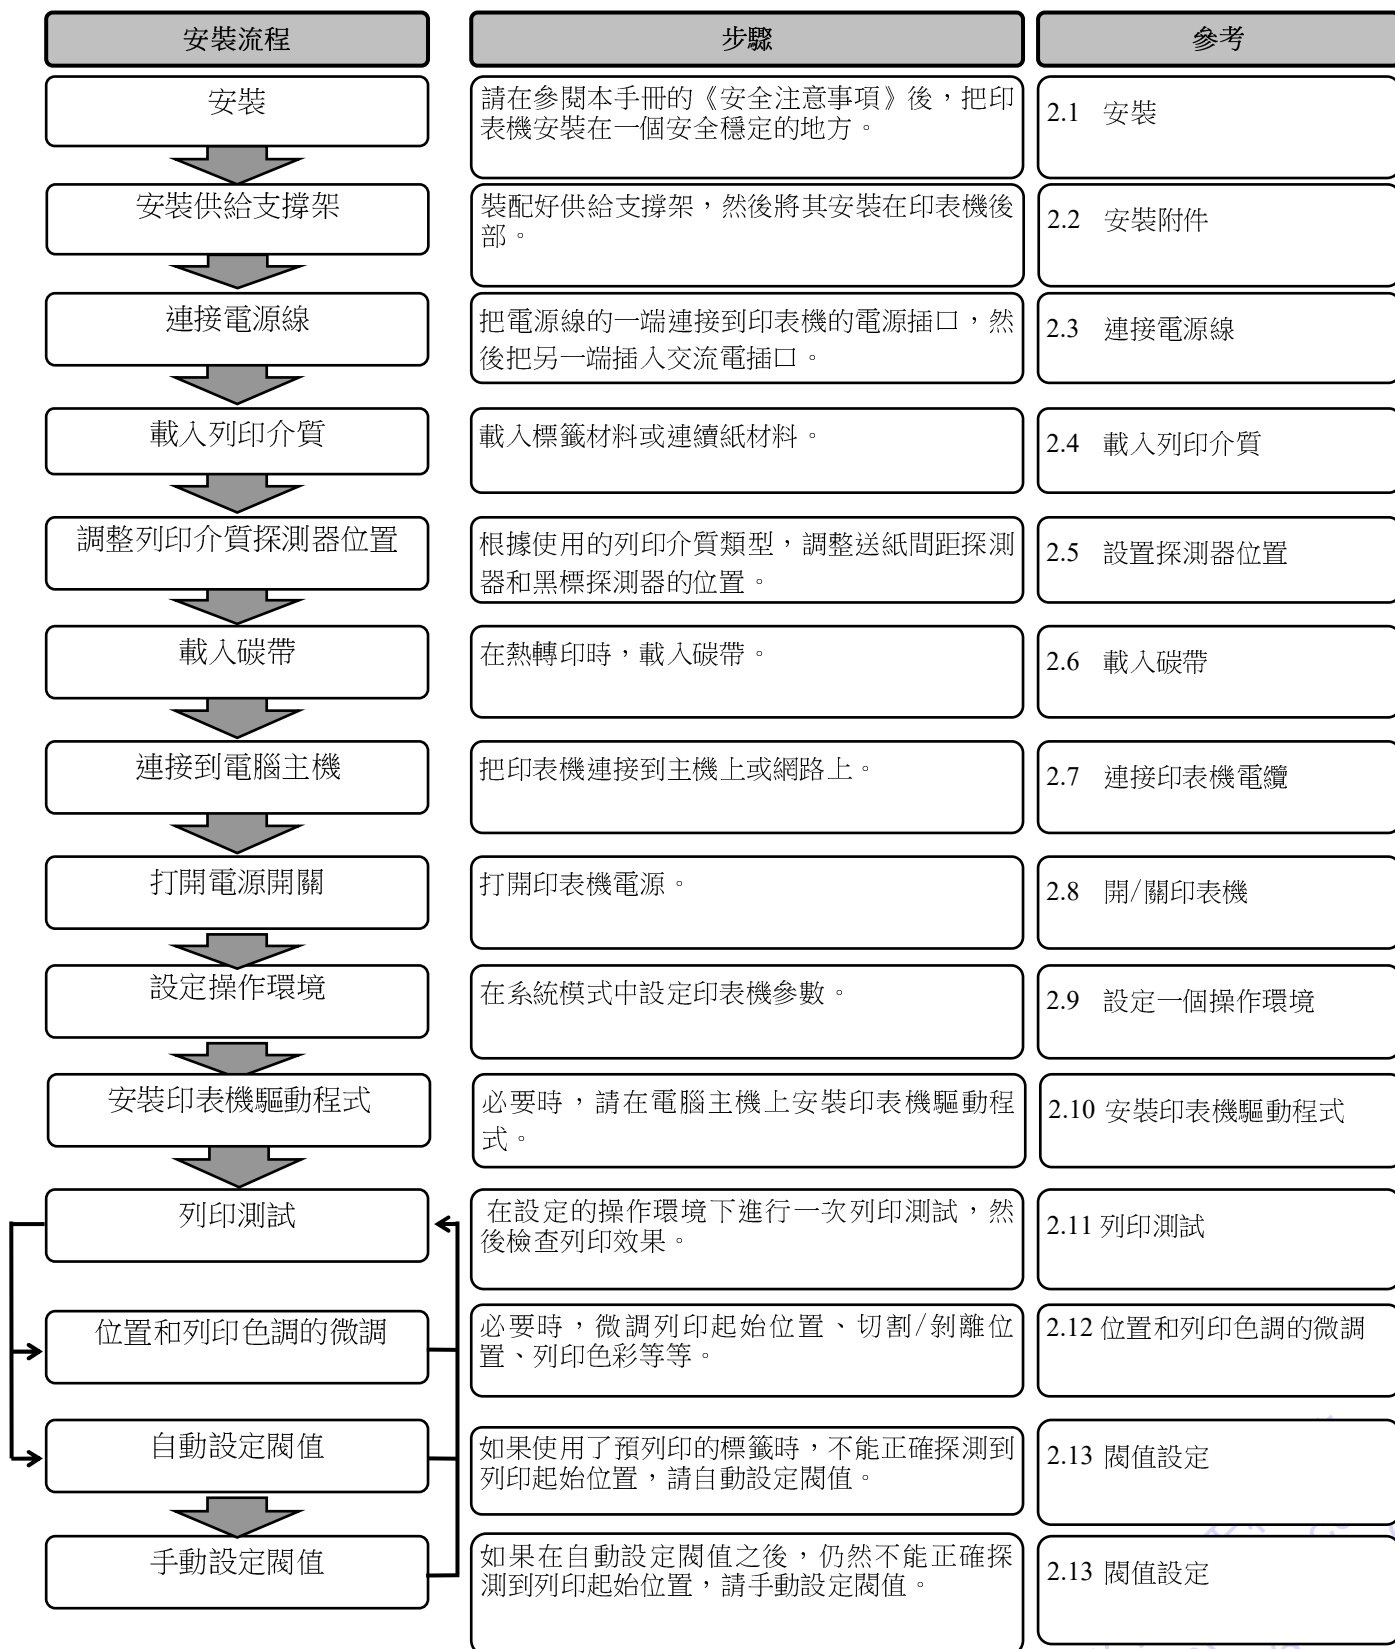 安裝流程
步驟
參考
安裝
請在參閱本手冊的《安全注意事項》後，把印
表機安裝在一個安全穩定的地方。
2.1 安裝
安裝供給支撐架
裝配好供給支撐架，然後將其安裝在印表機後
部。
2.2 安裝附件
連接電源線
把電源線的一端連接到印表機的電源插口，然
後把另一端插入交流電插口。
2.3 連接電源線
載入列印介質
載入標籤材料或連續紙材料。
2.4 載入列印介質
調整列印介質探測器位置
根據使用的列印介質類型，調整送紙間距探測
器和黑標探測器的位置。
2.5 設置探測器位置
載入碳帶
在熱轉印時，載入碳帶。
2.6 載入碳帶
連接到電腦主機
把印表機連接到主機上或網路上。
2.7 連接印表機電纜
打開電源開關
打開印表機電源。
2.8 開/關印表機
設定操作環境
在系統模式中設定印表機參數。
2.9 設定一個操作環境
安裝印表機驅動程式
必要時，請在電腦主機上安裝印表機驅動程
式。
2.10 安裝印表機驅動程式
列印測試
在設定的操作環境下進行一次列印測試，然
後檢查列印效果。
2.11 列印測試
位置和列印色調的微調
必要時，微調列印起始位置、切割/剝離位
置、列印色彩等等。
2.12 位置和列印色調的微調
自動設定閥值
如果使用了預列印的標籤時，不能正確探測到
列印起始位置，請自動設定閥值。
2.13 閥值設定
手動設定閥值
如果在自動設定閥值之後，仍然不能正確探
測到列印起始位置，請手動設定閥值。
2.13 閥值設定